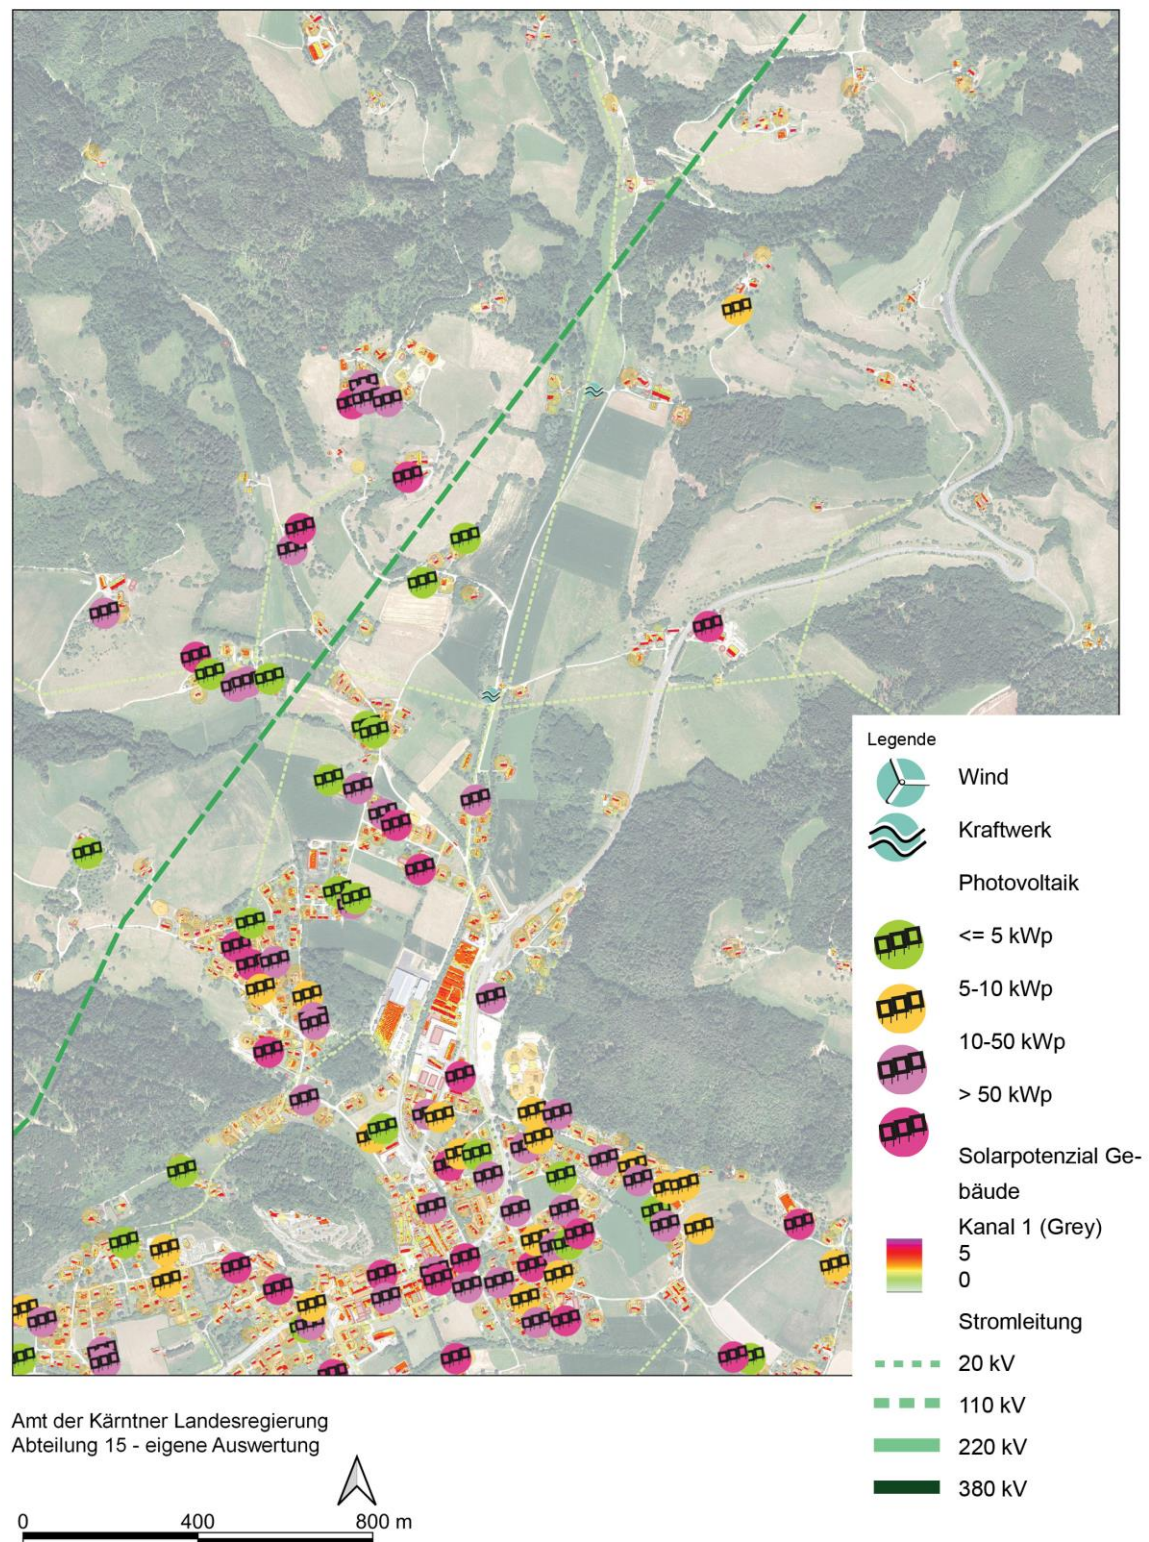 Legende
Wind
Kraftwerk
Photovoltaik
<= 5 kWp
5-10 kWp
10-50 kWp
> 50 kWp
Solarpotenzial Ge-
bäude
Kanal 1 (Grey)
5
0
Stromleitung
20 kV
110 kV
220 kV
380 kV
Amt der Kärntner Landesregierung
Abteilung 15 - eigene Auswertung
0 400 800 m